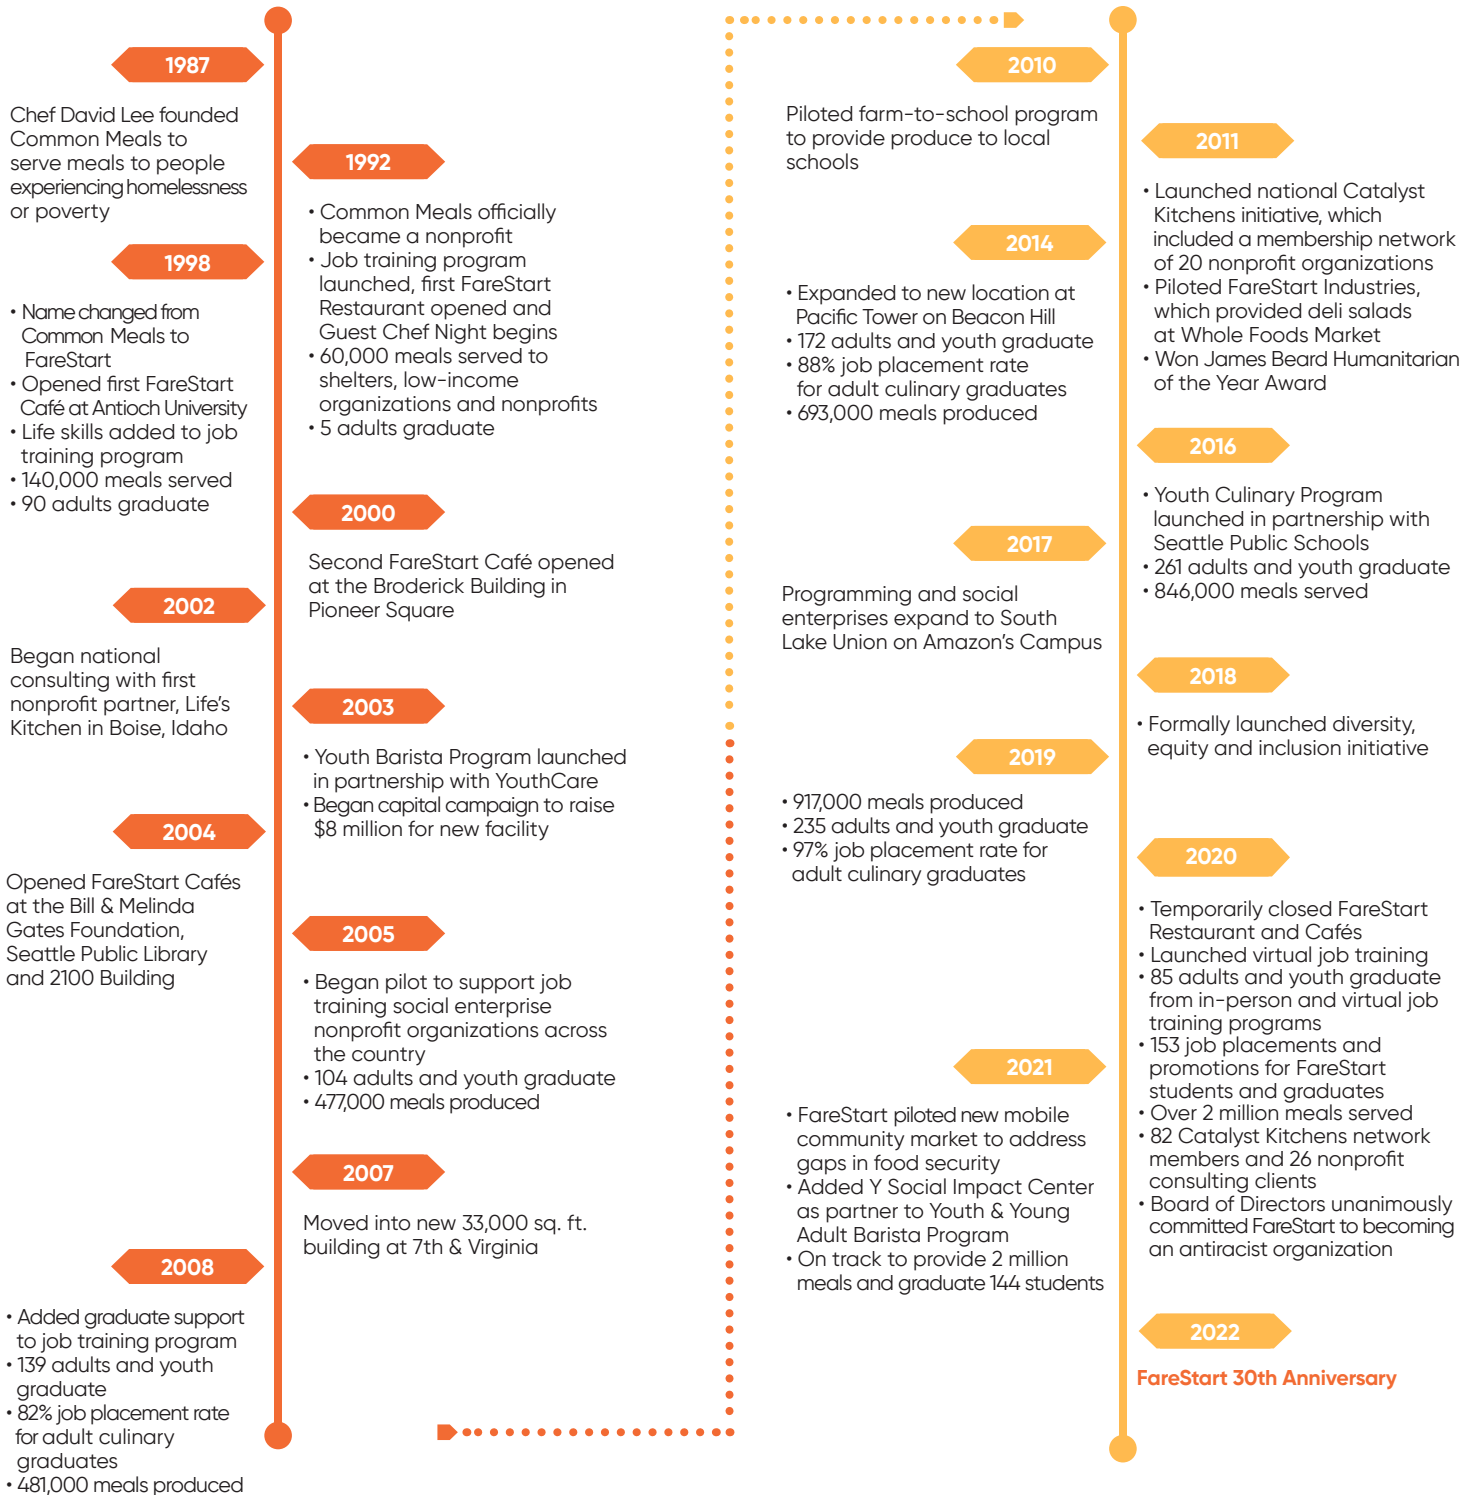 1987
Chef David Lee founded
Common Meals to
serve meals to people
experiencing homelessness
or poverty
1992
• Common Meals officially
became a nonprofit
• Job training program
launched, first FareStart
Restaurant opened and
Guest Chef Night begins
• 60,000 meals served to
shelters, low-income
organizations and nonprofits
• 5 adults graduate
1998
• Name changed from
Common Meals to
FareStart
• Opened first FareStart
Café at Antioch University
• Life skills added to job
training program
• 140,000 meals served
• 90 adults graduate
2000
Second FareStart Café opened
at the Broderick Building in
Pioneer Square
2002
Began national
consulting with first
nonprofit partner, Life's
Kitchen in Boise, Idaho
2003
• Youth Barista Program launched
in partnership with YouthCare
• Began capital campaign to raise
$8 million for new facility
2004
Opened FareStart Cafés
at the Bill & Melinda
Gates Foundation,
Seattle Public Library
and 2100 Building
2005
• Began pilot to support job
training social enterprise
nonprofit organizations across
the country
• 104 adults and youth graduate
• 477,000 meals produced
2007
Moved into new 33,000 sq. ft.
building at 7th & Virginia
2008
• Added graduate support
to job training program
• 139 adults and youth
graduate
• 82% job placement rate
for adult culinary
graduates
• 481,000 meals produced
2010
Piloted farm-to-school program
to provide produce to local
schools
2011
• Launched national Catalyst
Kitchens initiative, which
included a membership network
of 20 nonprofit organizations
• Piloted FareStart Industries,
which provided deli salads
at Whole Foods Market
• Won James Beard Humanitarian
of the Year Award
2014
• Expanded to new location at
Pacific Tower on Beacon Hill
• 172 adults and youth graduate
• 88% job placement rate
for adult culinary graduates
• 693,000 meals produced
2016
• Youth Culinary Program
launched in partnership with
Seattle Public Schools
• 261 adults and youth graduate
• 846,000 meals served
2017
Programming and social
enterprises expand to South
Lake Union on Amazon's Campus
2018
• Formally launched diversity,
equity and inclusion initiative
2019
• 917,000 meals produced
• 235 adults and youth graduate
• 97% job placement rate for
adult culinary graduates
2020
• Temporarily closed FareStart
Restaurant and Cafés
• Launched virtual job training
• 85 adults and youth graduate
from in-person and virtual job
training programs
• 153 job placements and
promotions for FareStart
students and graduates
• Over 2 million meals served
• 82 Catalyst Kitchens network
members and 26 nonprofit
consulting clients
• Board of Directors unanimously
committed FareStart to becoming
an antiracist organization
2021
• FareStart piloted new mobile
community market to address
gaps in food security
• Added Y Social Impact Center
as partner to Youth & Young
Adult Barista Program
• On track to provide 2 million
meals and graduate 144 students
2022
FareStart 30th Anniversary